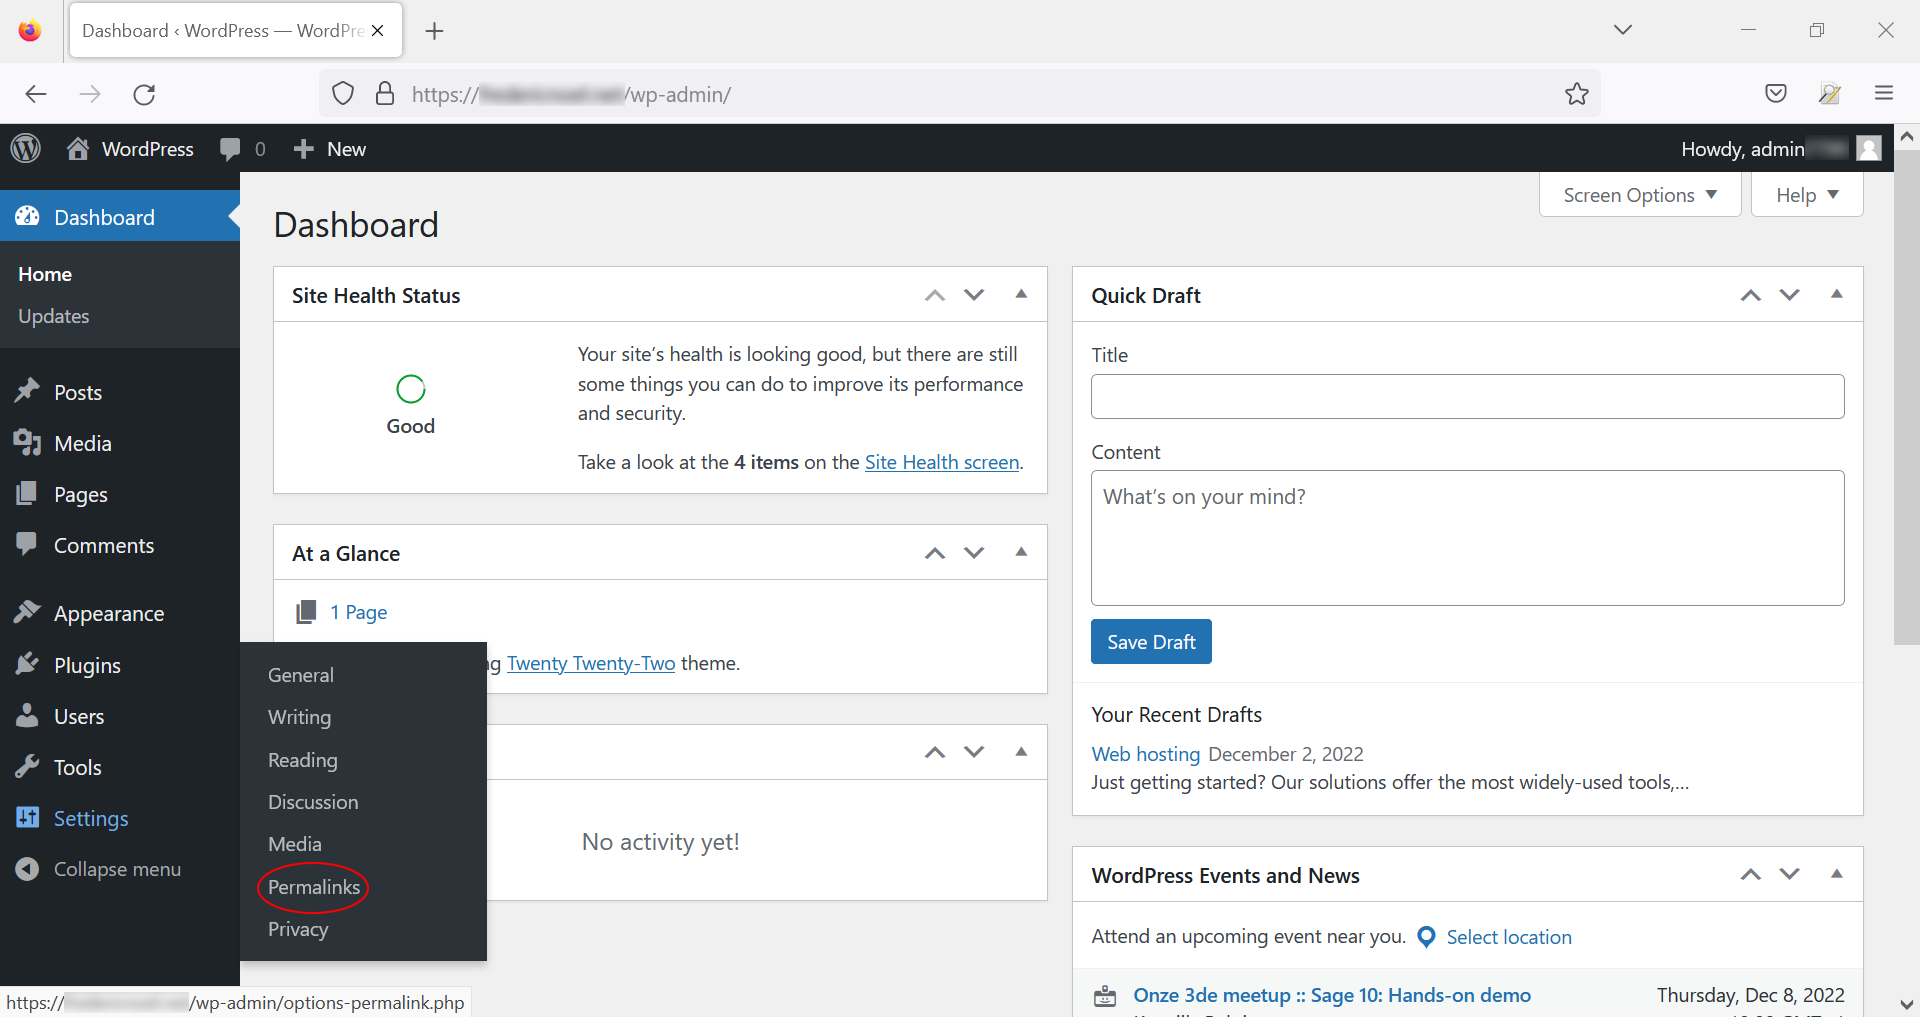 Dashboard ‹ WordPress — WordPre
https:// /wp-admin/
WordPress 0 New
Howdy, admin
Dashboard
Home
Updates
Posts
Media
Pages
Comments
Appearance
Plugins
Users
Tools
Settings
Collapse menu
General
Writing
Reading
Discussion
Media
Permalinks
Privacy
https:// /wp-admin/options-permalink.php
Screen Options Help
Dashboard
Site Health Status
Good
Your site’s health is looking good, but there are still
some things you can do to improve its performance
and security.
Take a look at the 4 items on the Site Health screen.
At a Glance
1 Page
Twenty Twenty-Two theme.
No activity yet!
Quick Draft
Title
Content
What’s on your mind?
Save Draft
Your Recent Drafts
Web hosting December 2, 2022
Just getting started? Our solutions offer the most widely-used tools,…
WordPress Events and News
Attend an upcoming event near you. Select location
Onze 3de meetup :: Sage 10: Hands-on demo Thursday, Dec 8, 2022